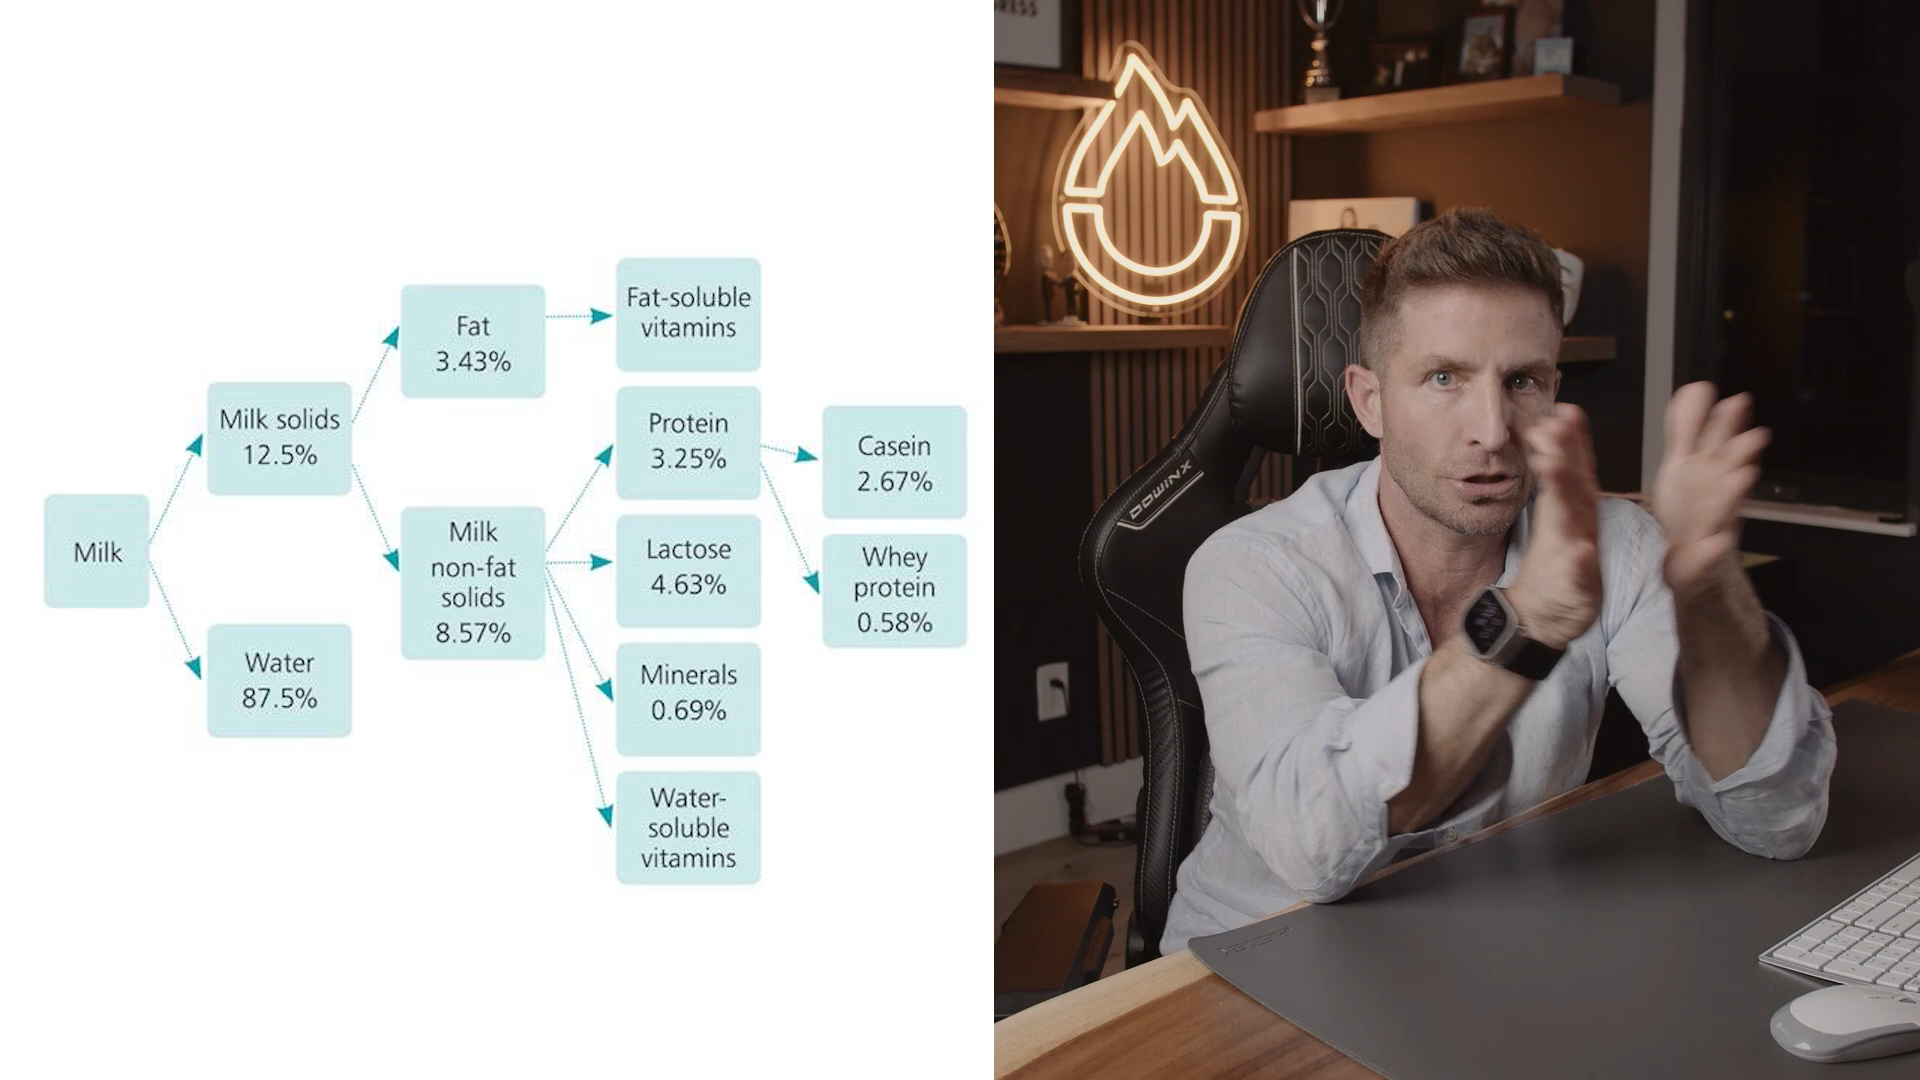 Milk
Milk solids
12.5%
Water
87.5%
Fat
3.43%
Milk
non-fat
solids
8.57%
Fat-soluble
vitamins
Protein
3.25%
Lactose
4.63%
Minerals
0.69%
Water-
soluble
vitamins
Casein
2.67%
Whey
protein
0.58%
DOWINX